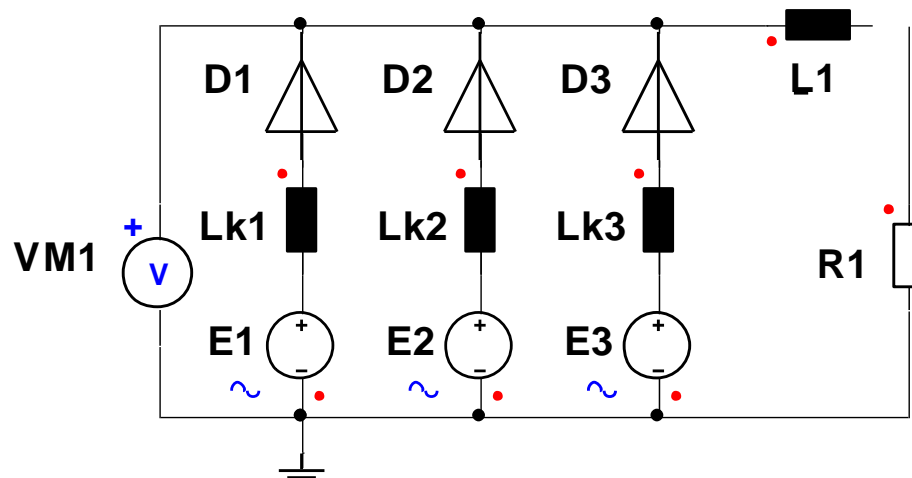 D1 D2 D3 L1
Lk1 Lk2 Lk3
+
VM1 V R1
E1 + − E2 + − E3 + −